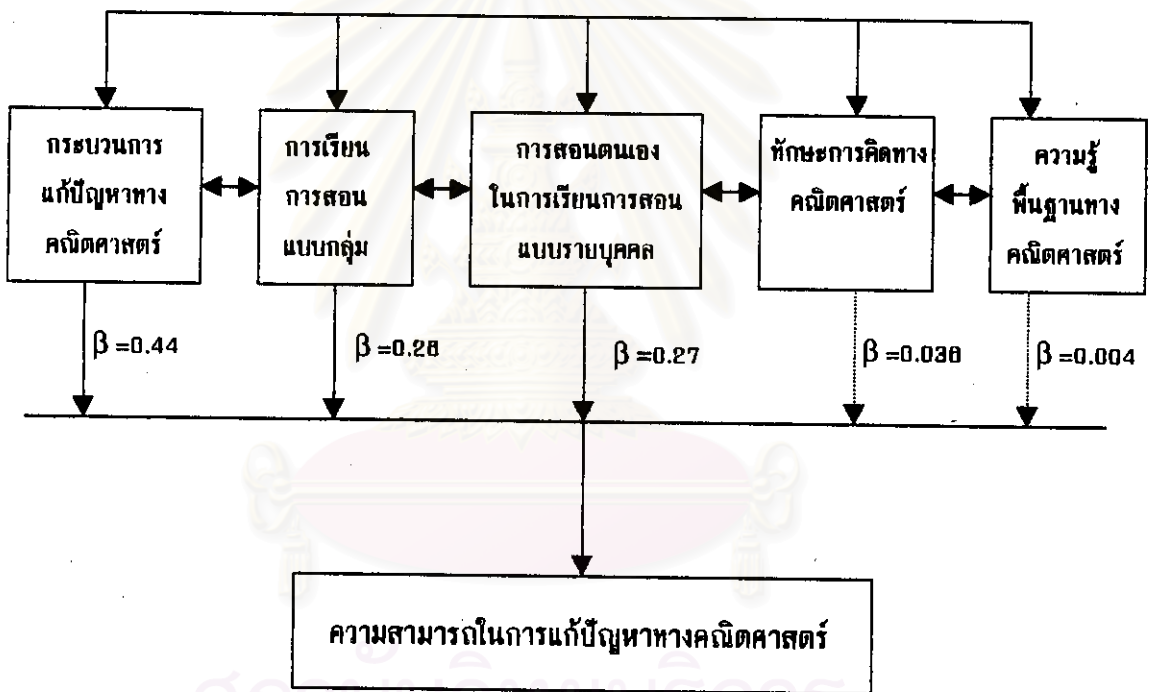 กระบวนการ
แก้ปัญหาทาง
คณิตศาสตร์
การเรียน
การสอน
แบบกลุ่ม
การสอนตนเอง
ในการเรียนการสอน
แบบรายบุคคล
ทักษะการคิดทาง
คณิตศาสตร์
ความรู้
พื้นฐานทาง
คณิตศาสตร์
β =0.44
β =0.28
β =0.27
β =0.038
β =0.004
ความสามารถในการแก้ปัญหาทางคณิตศาสตร์